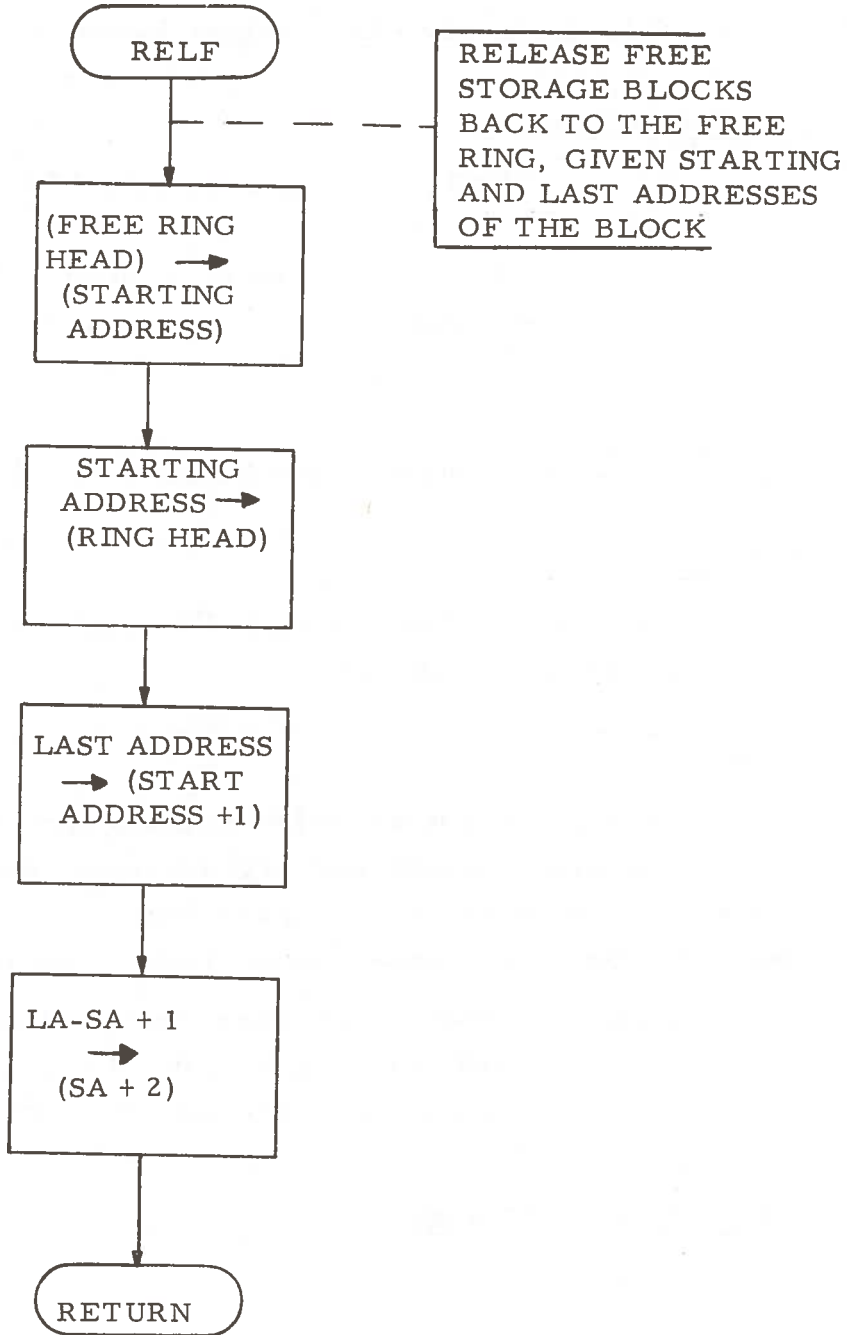 RELF
RELEASE FREE
STORAGE BLOCKS
BACK TO THE FREE
RING, GIVEN STARTING
AND LAST ADDRESSES
OF THE BLOCK
(FREE RING
HEAD) →
(STARTING
ADDRESS)
STARTING
ADDRESS →
(RING HEAD)
LAST ADDRESS
→ (START
ADDRESS +1)
LA-SA + 1
→
(SA + 2)
RETURN